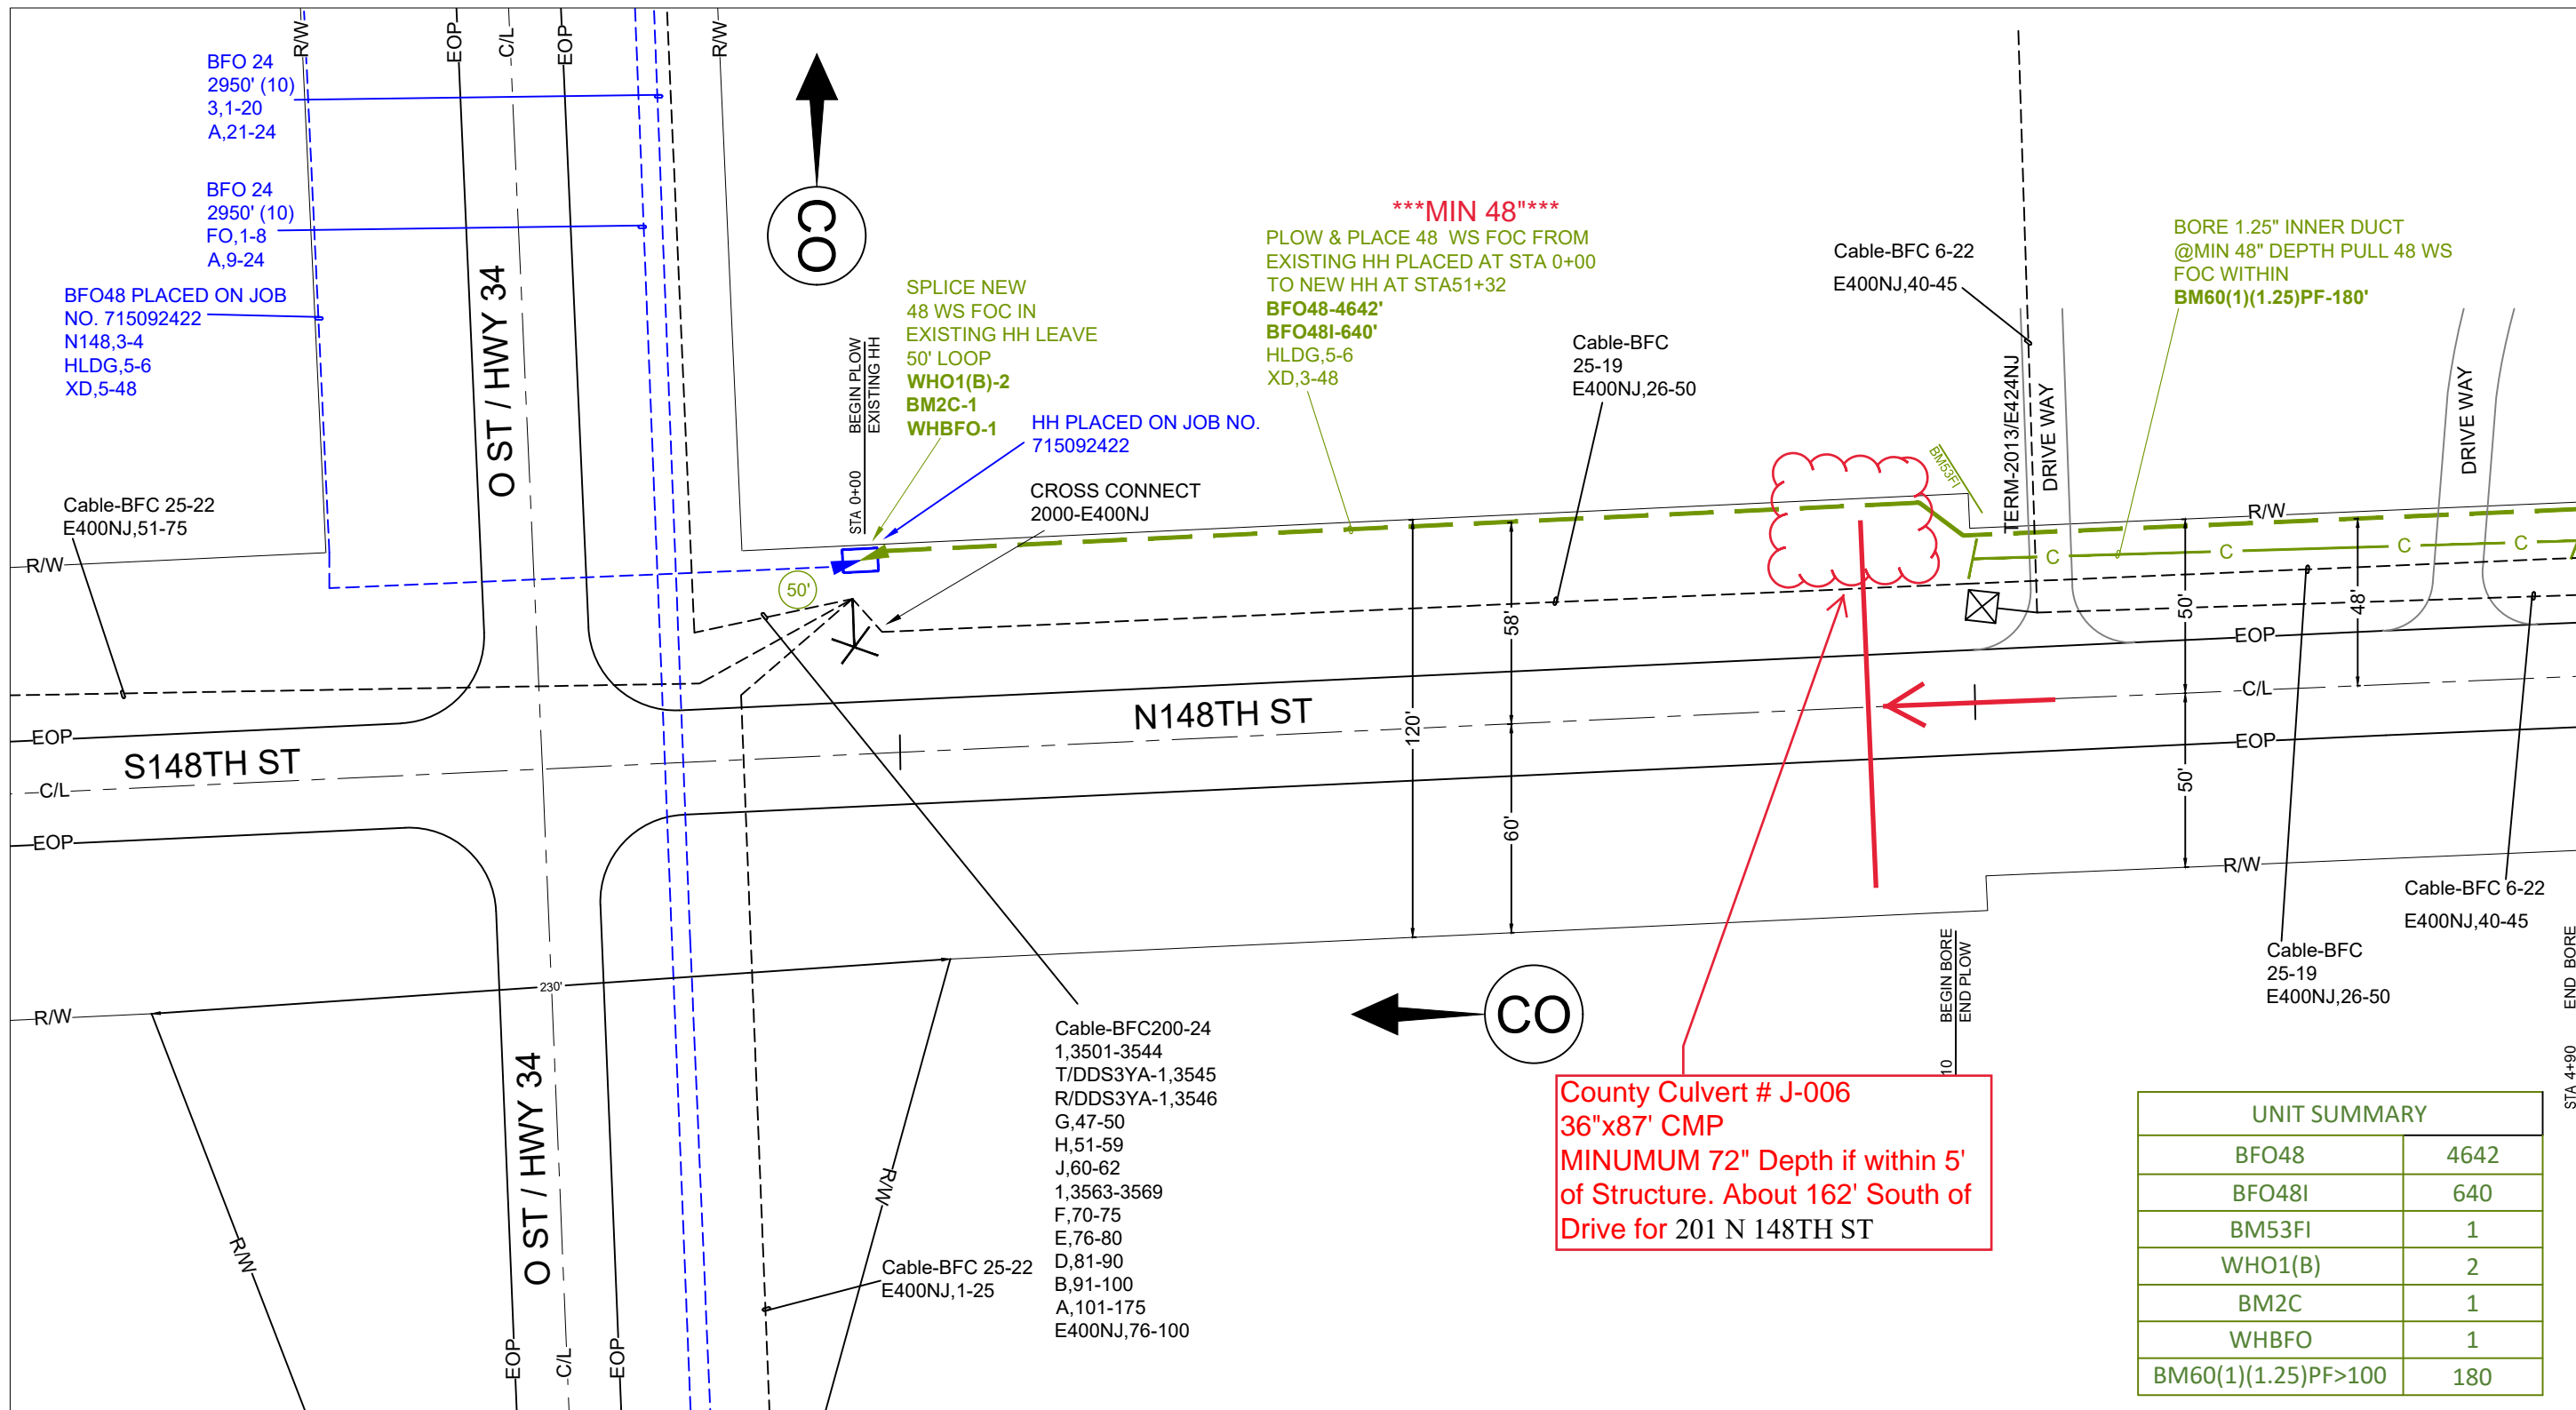 R/W
EOP
C/L
EOP
R/W
BFO 24
2950' (10)
3,1-20
A,21-24
BFO 24
2950' (10)
FO,1-8
A,9-24
BFO48 PLACED ON JOB
NO. 715092422
N148,3-4
HLDG,5-6
XD,5-48
O ST / HWY 34
CO
SPLICE NEW
48 WS FOC IN
EXISTING HH LEAVE
50' LOOP
WHO1(B)-2
BM2C-1
WHBFO-1
STA 0+00
BEGIN PLOW
EXISTING HH
HH PLACED ON JOB NO.
715092422
CROSS CONNECT
2000-E400NJ
***MIN 48"***
PLOW & PLACE 48 WS FOC FROM
EXISTING HH PLACED AT STA 0+00
TO NEW HH AT STA51+32
BFO48-4642'
BFO48I-640'
HLDG,5-6
XD,3-48
Cable-BFC
25-19
E400NJ,26-50
Cable-BFC 6-22
E400NJ,40-45
BORE 1.25" INNER DUCT
@MIN 48" DEPTH PULL 48 WS
FOC WITHIN
BM60(1)(1.25)PF-180'
BM53FI
TERM-2013/E424NJ
DRIVE WAY
DRIVE WAY
Cable-BFC 25-22
E400NJ,51-75
R/W
50'
R/W
C
C
C
C
58'
50'
48'
EOP
C/L
EOP
N148TH ST
120'
60'
50'
R/W
EOP
S148TH ST
C/L
EOP
230'
R/W
CO
BEGIN BORE
END PLOW
10
Cable-BFC 6-22
E400NJ,40-45
Cable-BFC
25-19
E400NJ,26-50
STA 4+90
END BORE
Cable-BFC200-24
1,3501-3544
T/DDS3YA-1,3545
R/DDS3YA-1,3546
G,47-50
H,51-59
J,60-62
1,3563-3569
F,70-75
E,76-80
D,81-90
B,91-100
A,101-175
E400NJ,76-100
O ST / HWY 34
R/W
R/W
Cable-BFC 25-22
E400NJ,1-25
EOP
C/L
EOP
County Culvert # J-006
36"x87' CMP
MINUMUM 72" Depth if within 5'
of Structure. About 162' South of
Drive for 201 N 148TH ST
UNIT SUMMARY
BFO48 4642
BFO48I 640
BM53FI 1
WHO1(B) 2
BM2C 1
WHBFO 1
BM60(1)(1.25)PF>100 180